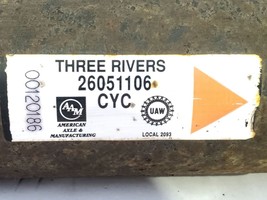 THREE RIVERS
26051106
CYC
00120186
AAM
UAW
AMERICAN
AXLE &
MANUFACTURING
LOCAL 2093